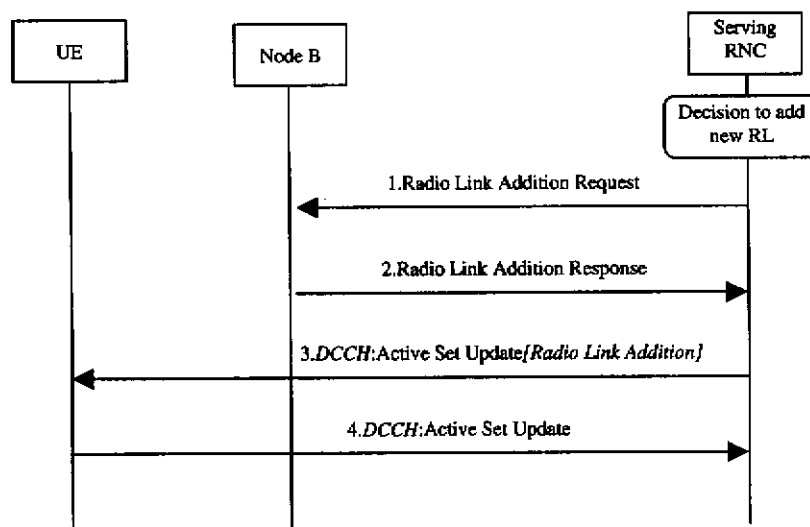 UE
Node B
Serving
RNC
Decision to add
new RL
1.Radio Link Addition Request
2.Radio Link Addition Response
3.DCCH:Active Set Update[Radio Link Addition]
4.DCCH:Active Set Update